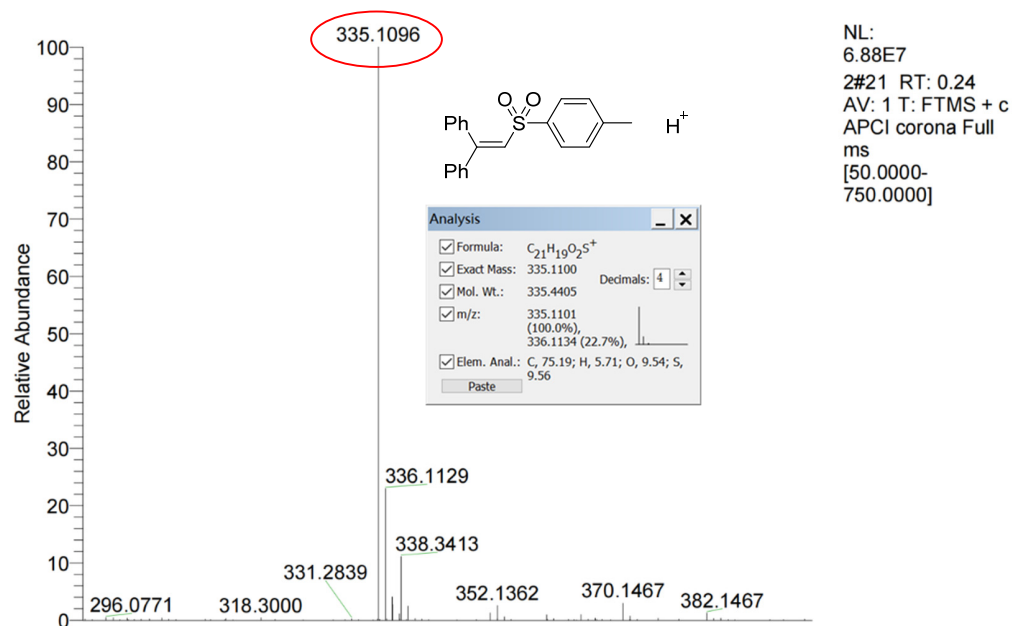 335.1096
NL:
6.88E7
2#21 RT: 0.24
AV: 1 T: FTMS + c
APCI corona Full
ms
[50.0000-
750.0000]
100
90
80
70
60
50
40
30
20
10
0
Relative Abundance
O O
Ph S
Ph
H+
Analysis
Formula: C21H19O2S+
Exact Mass: 335.1100
Decimals: 4
Mol. Wt.: 335.4405
m/z: 335.1101
(100.0%),
336.1134 (22.7%),
Elem. Anal.: C, 75.19; H, 5.71; O, 9.54; S,
9.56
Paste
336.1129
338.3413
331.2839
296.0771
318.3000
352.1362
370.1467
382.1467